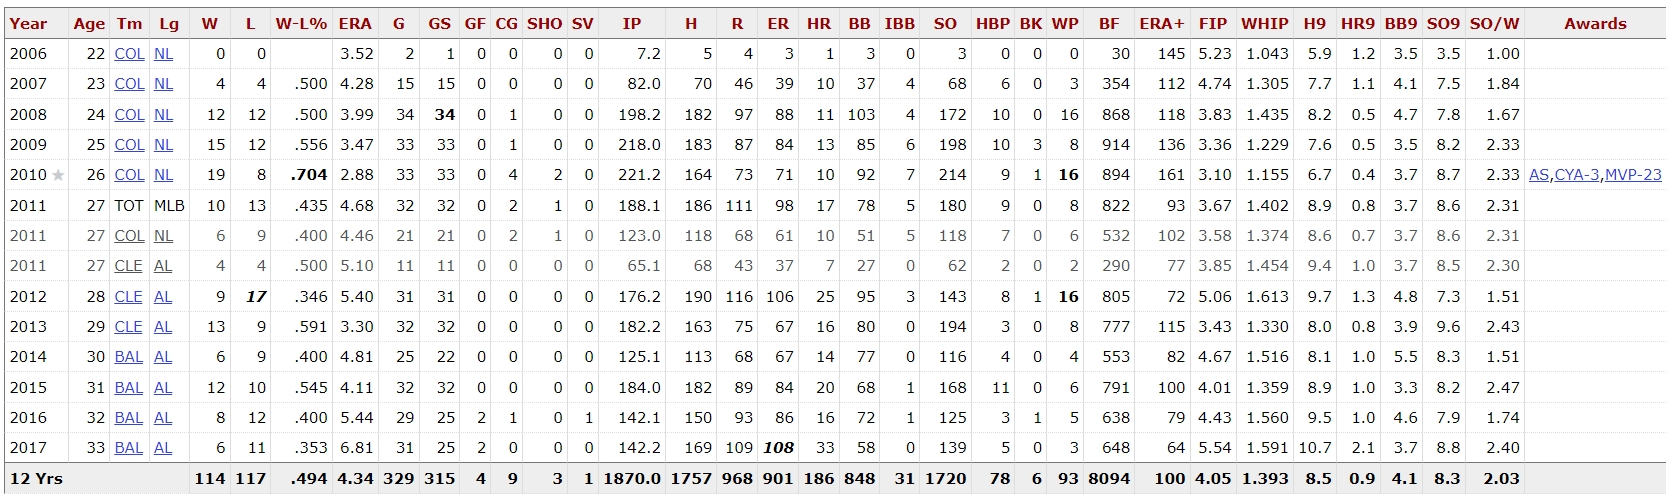 Year Age Tm Lg W L W-L% ERA G GS GF CG SHO SV IP H R ER HR BB IBB SO HBP BK WP BF ERA+ FIP WHIP H9 HR9 BB9 SO9 SO/W Awards
2006 22 COL NL 0 0 3.52 2 1 0 0 0 0 7.2 5 4 3 1 3 0 3 0 0 0 30 145 5.23 1.043 5.9 1.2 3.5 3.5 1.00
2007 23 COL NL 4 4 .500 4.28 15 15 0 0 0 0 82.0 70 46 39 10 37 4 68 6 0 3 354 112 4.74 1.305 7.7 1.1 4.1 7.5 1.84
2008 24 COL NL 12 12 .500 3.99 34 34 0 1 0 0 198.2 182 97 88 11 103 4 172 10 0 16 868 118 3.83 1.435 8.2 0.5 4.7 7.8 1.67
2009 25 COL NL 15 12 .556 3.47 33 33 0 1 0 0 218.0 183 87 84 13 85 6 198 10 3 8 914 136 3.36 1.229 7.6 0.5 3.5 8.2 2.33
2010 ★ 26 COL NL 19 8 .704 2.88 33 33 0 4 2 0 221.2 164 73 71 10 92 7 214 9 1 16 894 161 3.10 1.155 6.7 0.4 3.7 8.7 2.33 AS,CYA-3,MVP-23
2011 27 TOT MLB 10 13 .435 4.68 32 32 0 2 1 0 188.1 186 111 98 17 78 5 180 9 0 8 822 93 3.67 1.402 8.9 0.8 3.7 8.6 2.31
2011 27 COL NL 6 9 .400 4.46 21 21 0 2 1 0 123.0 118 68 61 10 51 5 118 7 0 6 532 102 3.58 1.374 8.6 0.7 3.7 8.6 2.31
2011 27 CLE AL 4 4 .500 5.10 11 11 0 0 0 0 65.1 68 43 37 7 27 0 62 2 0 2 290 77 3.85 1.454 9.4 1.0 3.7 8.5 2.30
2012 28 CLE AL 9 17 .346 5.40 31 31 0 0 0 0 176.2 190 116 106 25 95 3 143 8 1 16 805 72 5.06 1.613 9.7 1.3 4.8 7.3 1.51
2013 29 CLE AL 13 9 .591 3.30 32 32 0 0 0 0 182.2 163 75 67 16 80 0 194 3 0 8 777 115 3.43 1.330 8.0 0.8 3.9 9.6 2.43
2014 30 BAL AL 6 9 .400 4.81 25 22 0 0 0 0 125.1 113 68 67 14 77 0 116 4 0 4 553 82 4.67 1.516 8.1 1.0 5.5 8.3 1.51
2015 31 BAL AL 12 10 .545 4.11 32 32 0 0 0 0 184.0 182 89 84 20 68 1 168 11 0 6 791 100 4.01 1.359 8.9 1.0 3.3 8.2 2.47
2016 32 BAL AL 8 12 .400 5.44 29 25 2 1 0 1 142.1 150 93 86 16 72 1 125 3 1 5 638 79 4.43 1.560 9.5 1.0 4.6 7.9 1.74
2017 33 BAL AL 6 11 .353 6.81 31 25 2 0 0 0 142.2 169 109 108 33 58 0 139 5 0 3 648 64 5.54 1.591 10.7 2.1 3.7 8.8 2.40
12 Yrs 114 117 .494 4.34 329 315 4 9 3 1 1870.0 1757 968 901 186 848 31 1720 78 6 93 8094 100 4.05 1.393 8.5 0.9 4.1 8.3 2.03